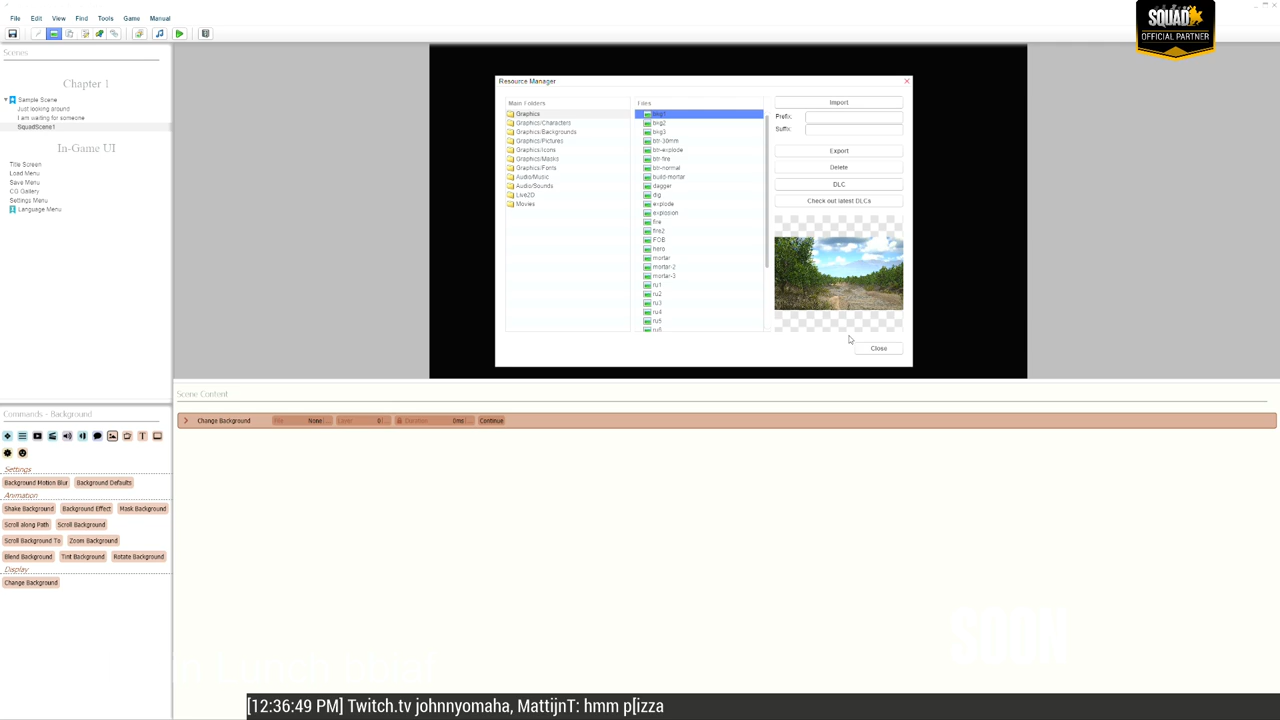 File Edit View Find Tools Game Manual
SQUAD
OFFICIAL PARTNER
Scenes
Chapter 1
Sample Scene
Just looking around
I am waiting for someone
SquadScene1
In-Game UI
Title Screen
Load Menu
Save Menu
CG Gallery
Settings Menu
Language Menu
Resource Manager
Main Folders
Graphics
Graphics/Characters
Graphics/Backgrounds
Graphics/Pictures
Graphics/Icons
Graphics/Masks
Graphics/Fonts
Audio/Music
Audio/Sounds
Live2D
Movies
Files
bkg1
bkg2
bkg3
btr-30mm
btr-explode
btr-fire
btr-normal
build-mortar
dagger
dig
explode
explosion
fire
fire2
FOB
hero
mortar
mortar-2
mortar-3
ru1
ru2
ru3
ru4
ru5
ru6
Import
Prefix:
Suffix:
Export
Delete
DLC
Check out latest DLCs
Close
Scene Content
Change Background File None ... Layer 0 ... Duration 0ms ... Continue
Commands - Background
Settings
Background Motion Blur Background Defaults
Animation
Shake Background Background Effect Mask Background
Scroll along Path Scroll Background
Scroll Background To Zoom Background
Blend Background Tint Background Rotate Background
Display
Change Background
SOON
[12:36:49 PM] Twitch.tv johnnyomaha, MattijnT: hmm p[izza